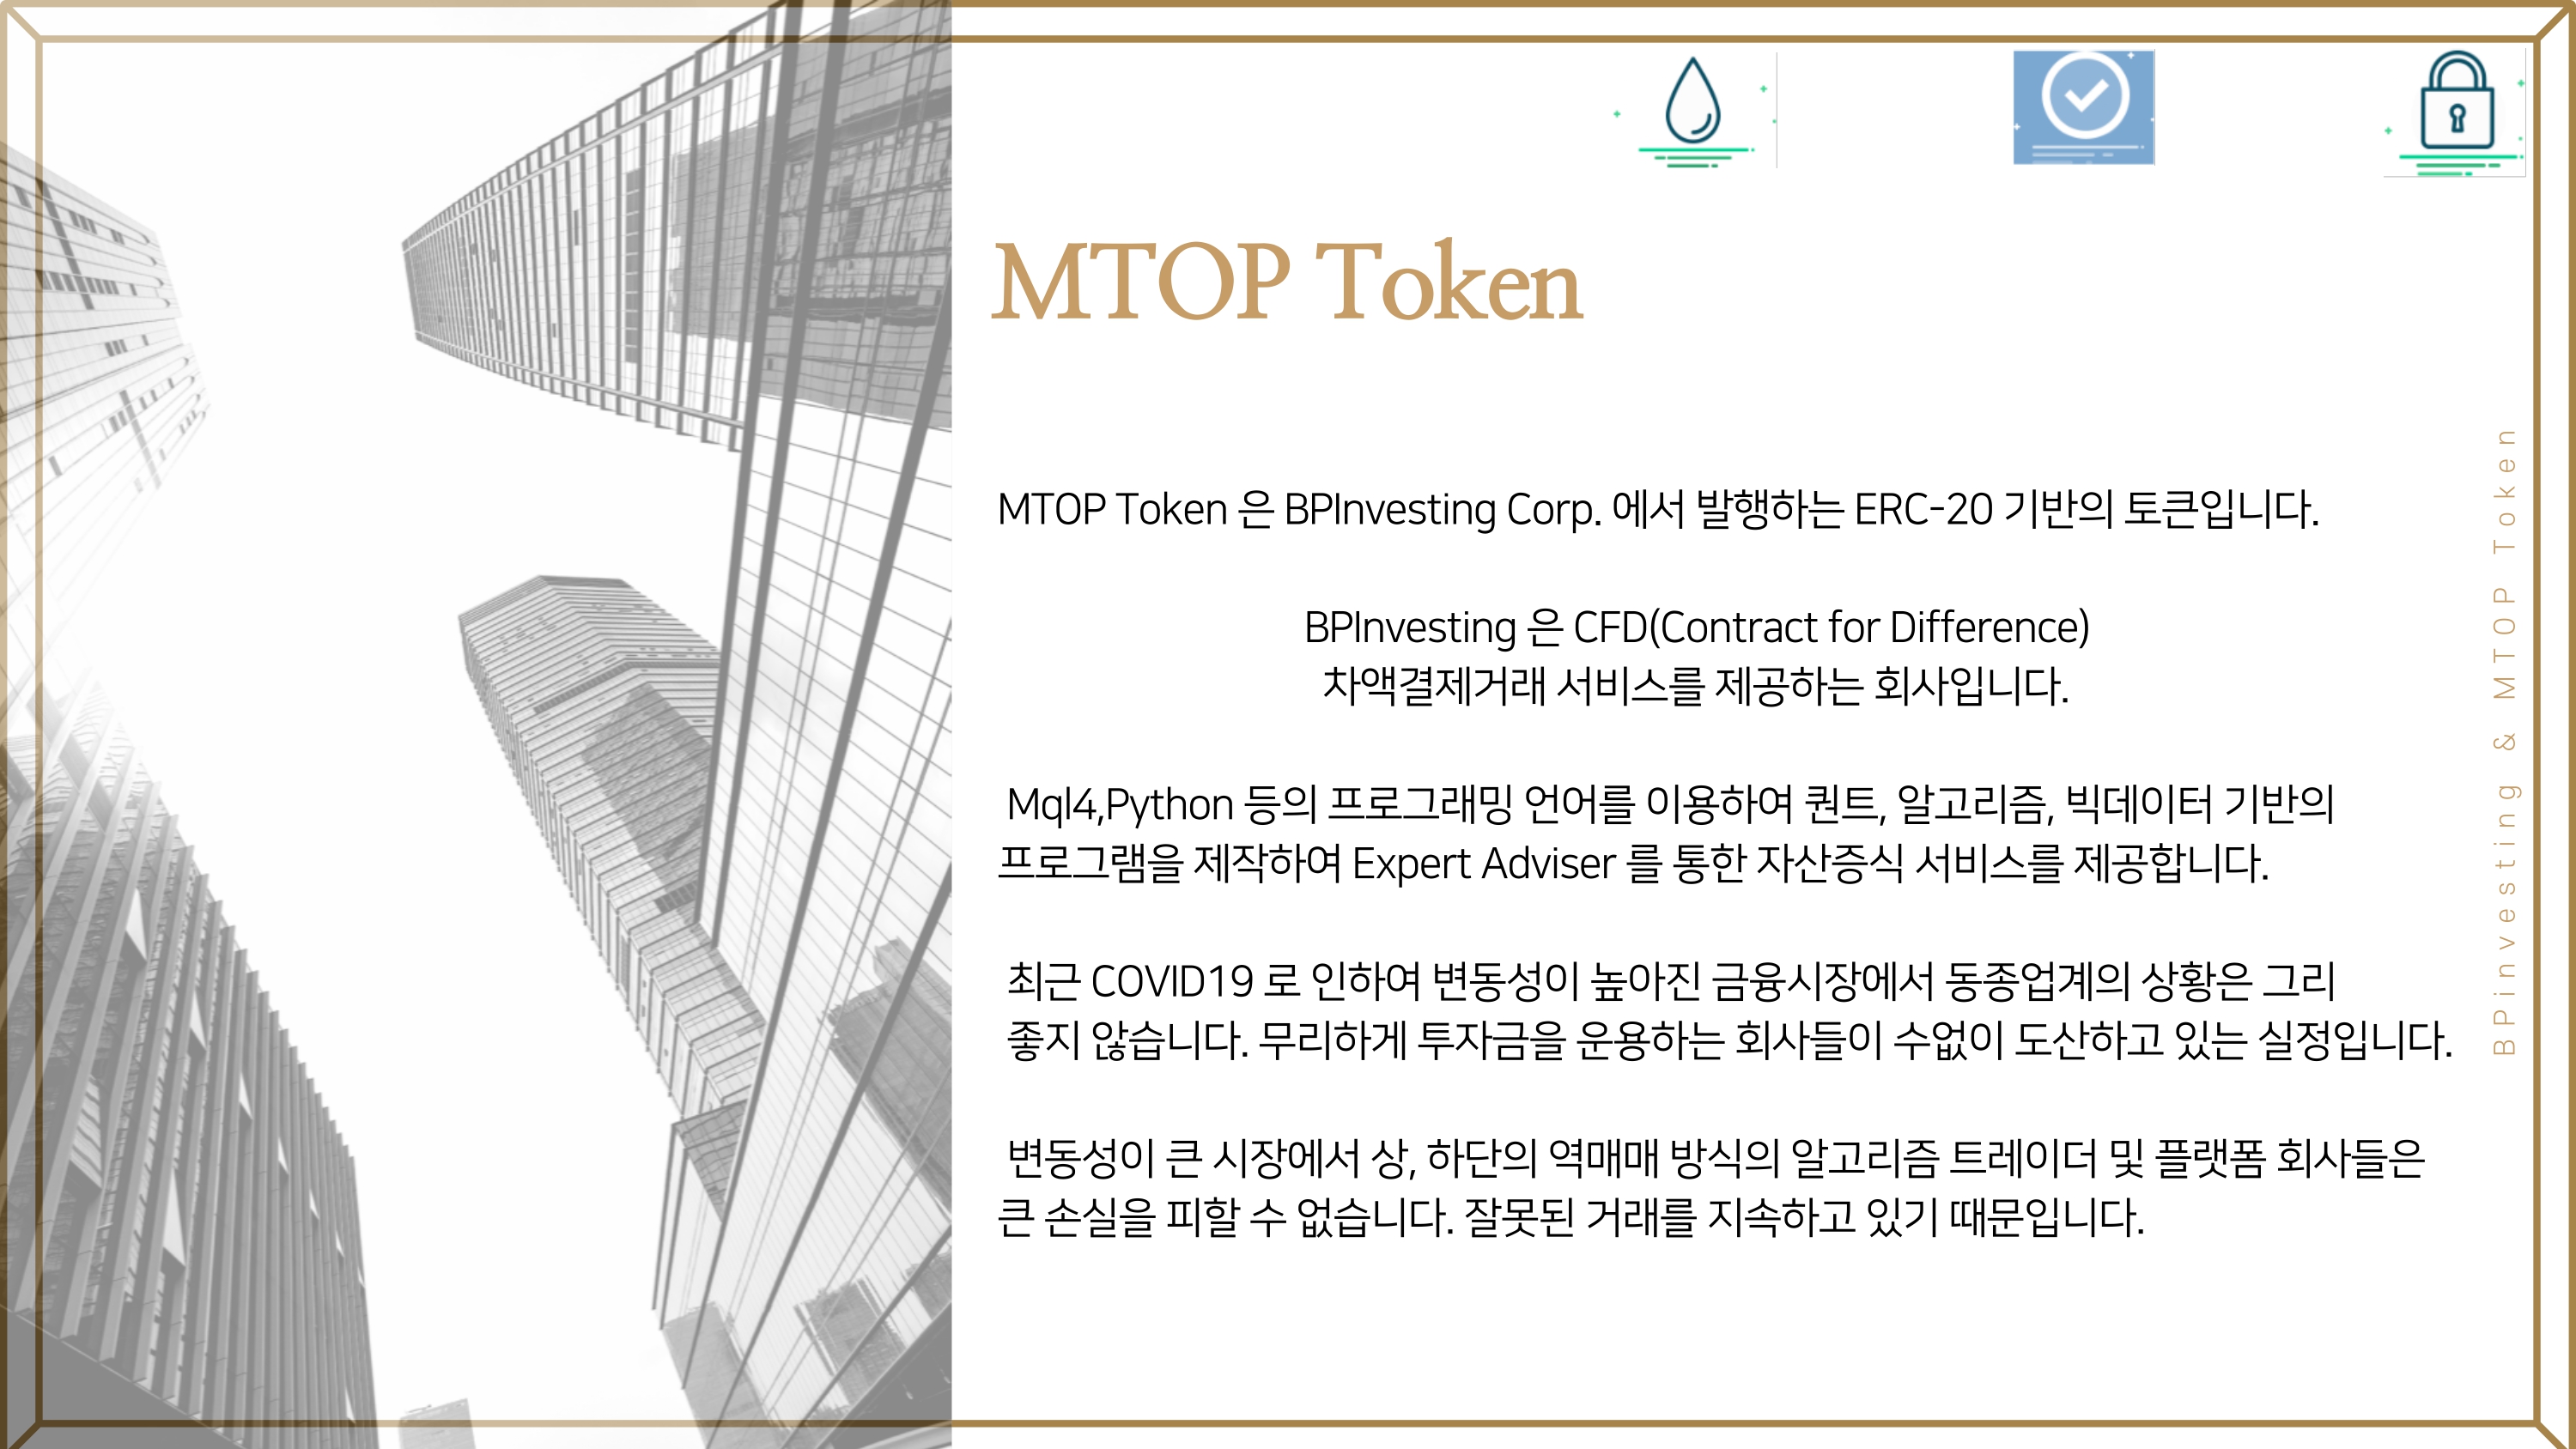 MTOP Token
MTOP Token 은 BPInvesting Corp. 에서 발행하는 ERC-20 기반의 토큰입니다.
BPInvesting 은 CFD(Contract for Difference)
차액결제거래 서비스를 제공하는 회사입니다.
Mql4,Python 등의 프로그래밍 언어를 이용하여 퀀트, 알고리즘, 빅데이터 기반의
프로그램을 제작하여 Expert Adviser 를 통한 자산증식 서비스를 제공합니다.
최근 COVID19 로 인하여 변동성이 높아진 금융시장에서 동종업계의 상황은 그리
좋지 않습니다. 무리하게 투자금을 운용하는 회사들이 수없이 도산하고 있는 실정입니다.
변동성이 큰 시장에서 상, 하단의 역매매 방식의 알고리즘 트레이더 및 플랫폼 회사들은
큰 손실을 피할 수 없습니다. 잘못된 거래를 지속하고 있기 때문입니다.
BPinvesting & MTOP Token